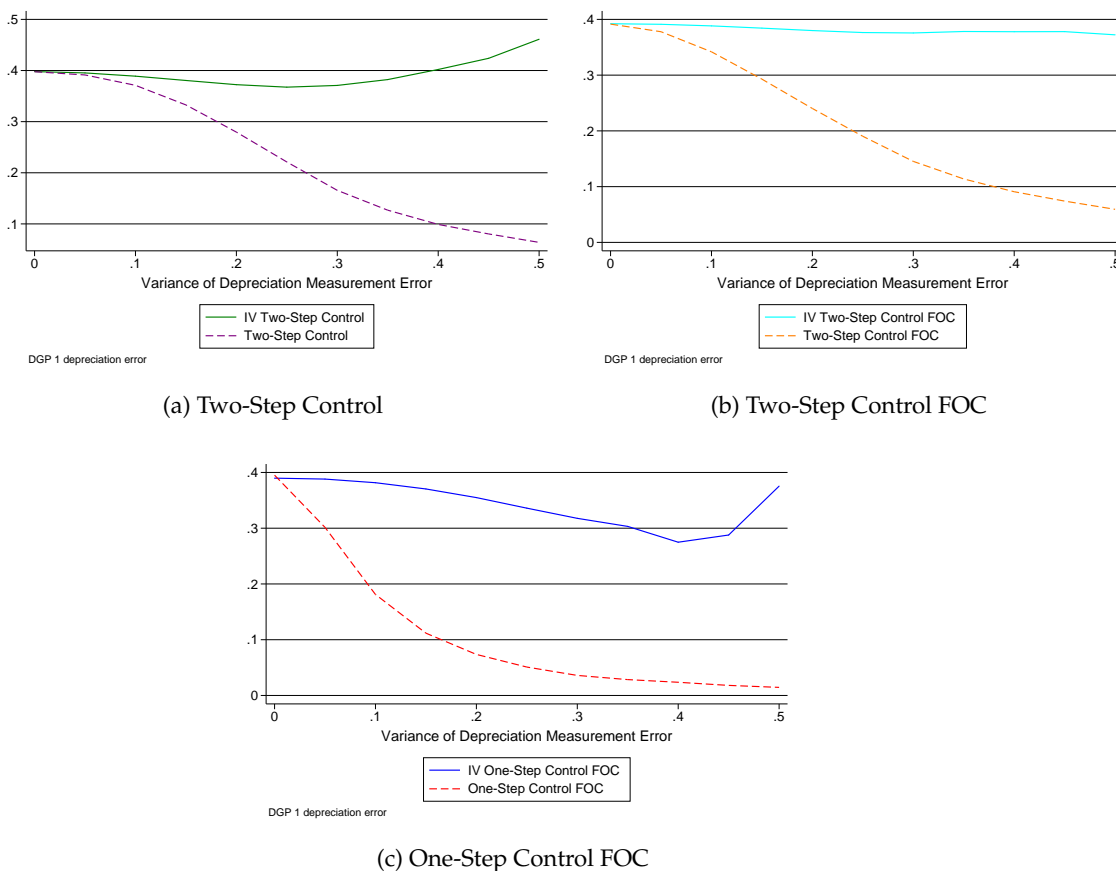 .5
.4
.3
.2
.1
0 .1 .2 .3 .4 .5
Variance of Depreciation Measurement Error
IV Two-Step Control
Two-Step Control
DGP 1 depreciation error
(a) Two-Step Control
.4
.3
.2
.1
0
0 .1 .2 .3 .4 .5
Variance of Depreciation Measurement Error
IV Two-Step Control FOC
Two-Step Control FOC
DGP 1 depreciation error
(b) Two-Step Control FOC
.4
.3
.2
.1
0
0 .1 .2 .3 .4 .5
Variance of Depreciation Measurement Error
IV One-Step Control FOC
One-Step Control FOC
DGP 1 depreciation error
(c) One-Step Control FOC